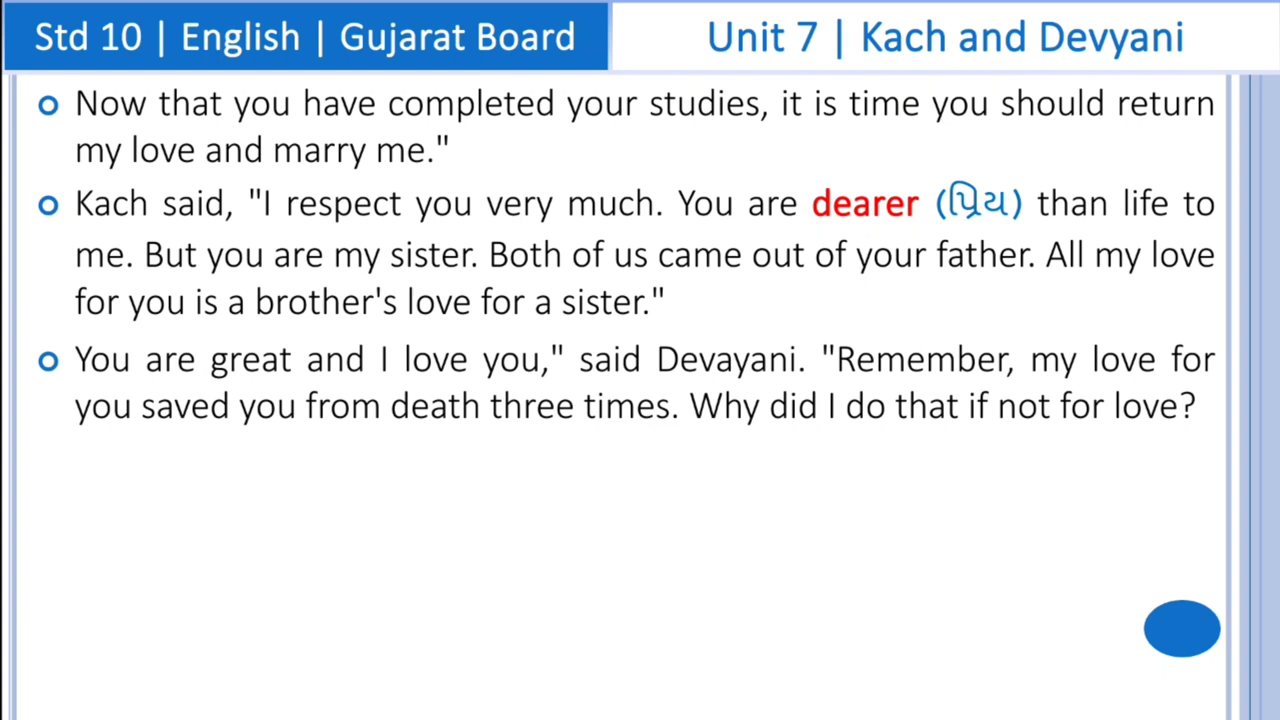 Std 10 | English | Gujarat Board
Unit 7 | Kach and Devyani
Now that you have completed your studies, it is time you should return
my love and marry me."
Kach said, "I respect you very much. You are dearer (પ્રિય) than life to
me. But you are my sister. Both of us came out of your father. All my love
for you is a brother's love for a sister."
You are great and I love you," said Devayani. "Remember, my love for
you saved you from death three times. Why did I do that if not for love?